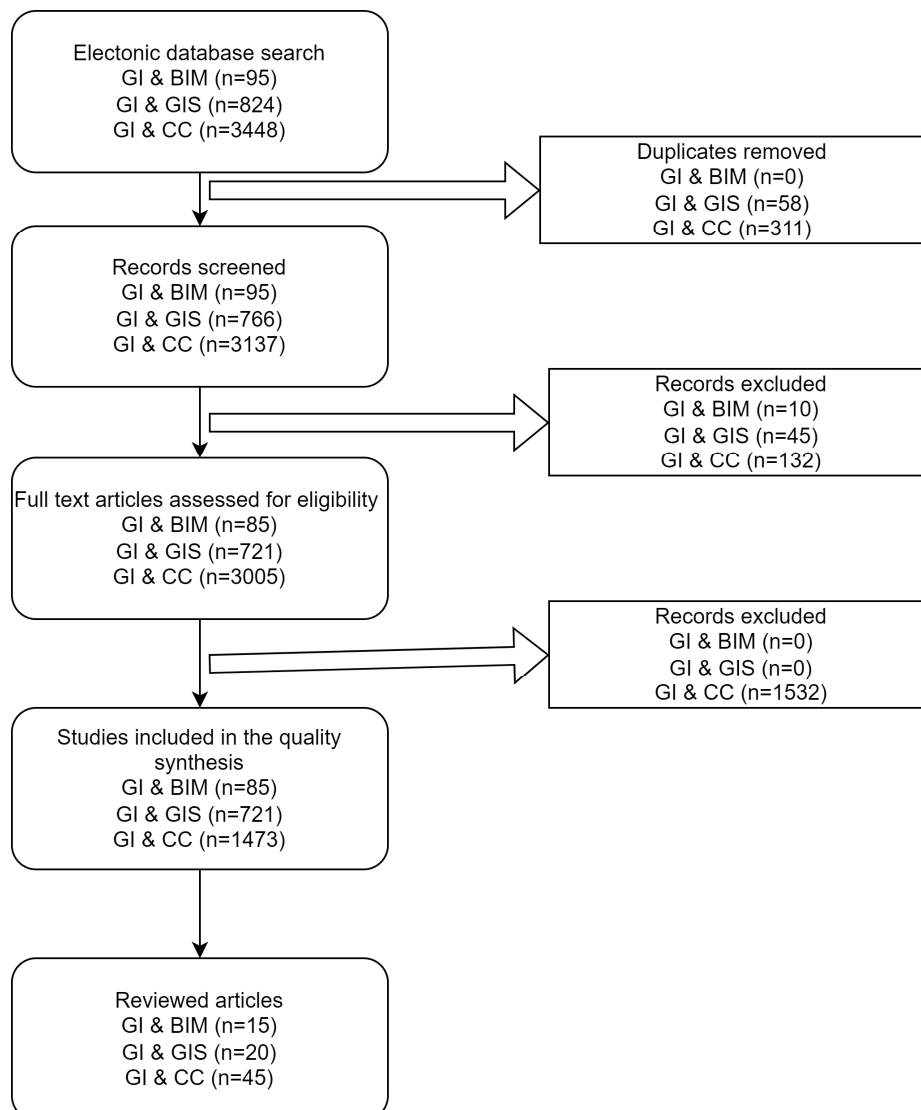 Electonic database search
GI & BIM (n=95)
GI & GIS (n=824)
GI & CC (n=3448)
Duplicates removed
GI & BIM (n=0)
GI & GIS (n=58)
GI & CC (n=311)
Records screened
GI & BIM (n=95)
GI & GIS (n=766)
GI & CC (n=3137)
Records excluded
GI & BIM (n=10)
GI & GIS (n=45)
GI & CC (n=132)
Full text articles assessed for eligibility
GI & BIM (n=85)
GI & GIS (n=721)
GI & CC (n=3005)
Records excluded
GI & BIM (n=0)
GI & GIS (n=0)
GI & CC (n=1532)
Studies included in the quality
synthesis
GI & BIM (n=85)
GI & GIS (n=721)
GI & CC (n=1473)
Reviewed articles
GI & BIM (n=15)
GI & GIS (n=20)
GI & CC (n=45)